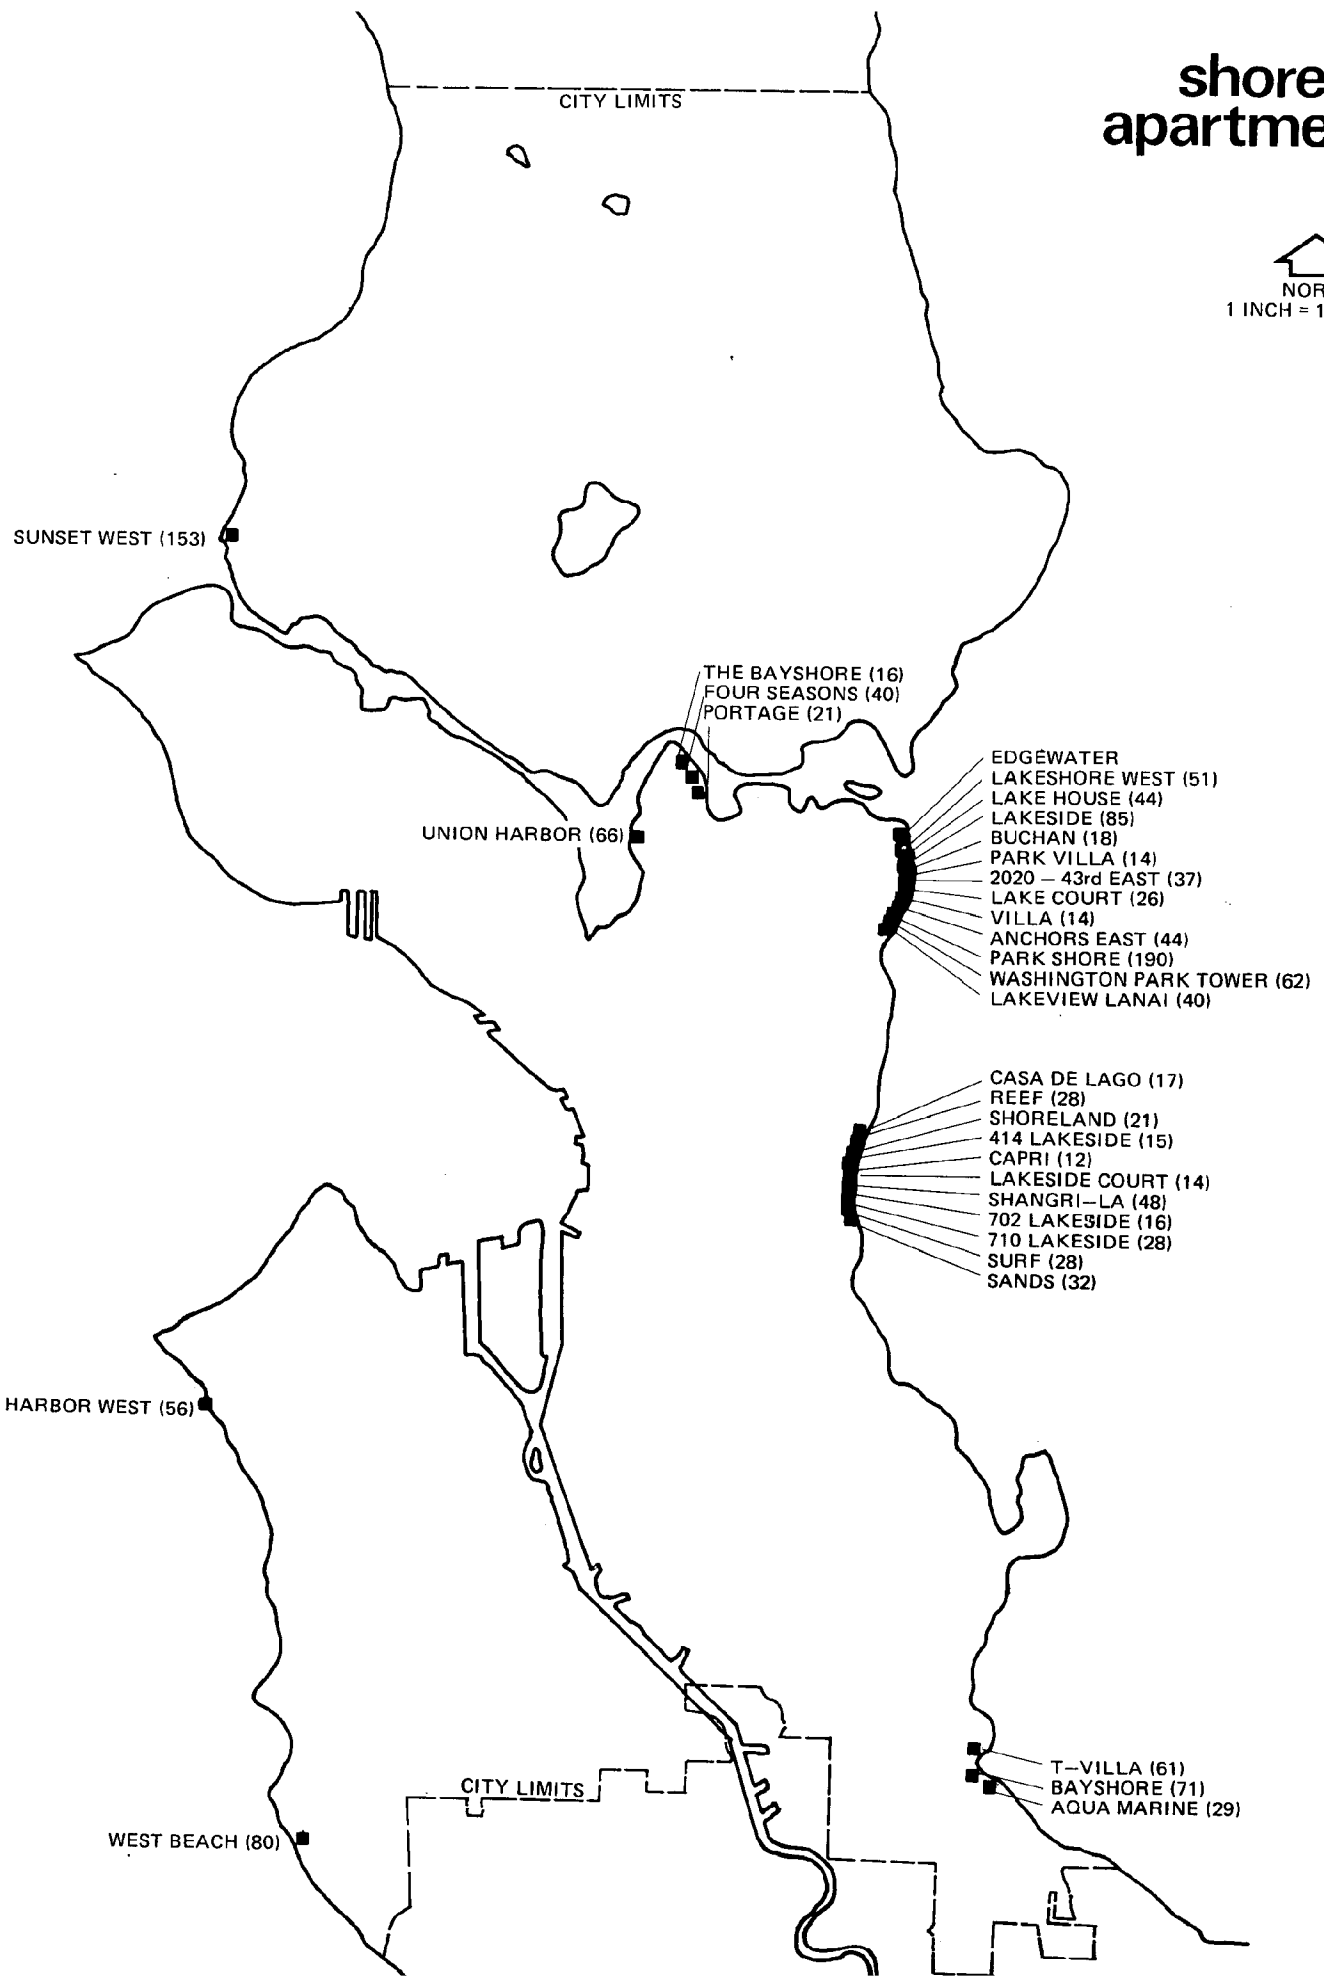 shore
apartme
CITY LIMITS
NOR
1 INCH = 1
SUNSET WEST (153)
THE BAYSHORE (16)
FOUR SEASONS (40)
PORTAGE (21)
UNION HARBOR (66)
EDGEWATER
LAKESHORE WEST (51)
LAKE HOUSE (44)
LAKESIDE (85)
BUCHAN (18)
PARK VILLA (14)
2020 – 43rd EAST (37)
LAKE COURT (26)
VILLA (14)
ANCHORS EAST (44)
PARK SHORE (190)
WASHINGTON PARK TOWER (62)
LAKEVIEW LANAI (40)
CASA DE LAGO (17)
REEF (28)
SHORELAND (21)
414 LAKESIDE (15)
CAPRI (12)
LAKESIDE COURT (14)
SHANGRI–LA (48)
702 LAKESIDE (16)
710 LAKESIDE (28)
SURF (28)
SANDS (32)
HARBOR WEST (56)
T–VILLA (61)
BAYSHORE (71)
AQUA MARINE (29)
CITY LIMITS
WEST BEACH (80)